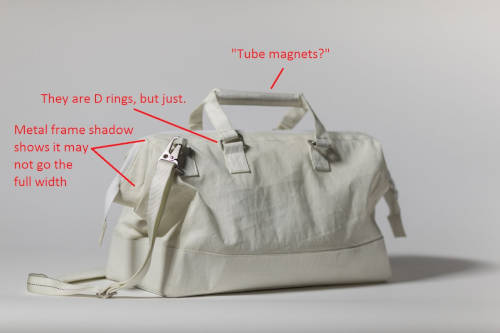 "Tube magnets?"
They are D rings, but just.
Metal frame shadow
shows it may
not go the
full width